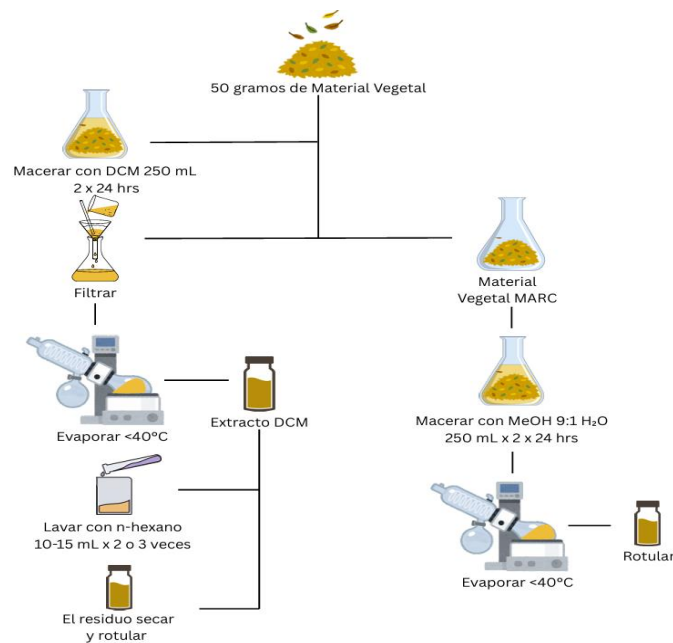 50 gramos de Material Vegetal
Macerar con DCM 250 mL
2 x 24 hrs
Filtrar
Material
Vegetal MARC
Evaporar <40°C
Extracto DCM
Macerar con MeOH 9:1 H₂O
250 mL x 2 x 24 hrs
Lavar con n-hexano
10-15 mL x 2 o 3 veces
Evaporar <40°C
Rotular
El residuo secar
y rotular